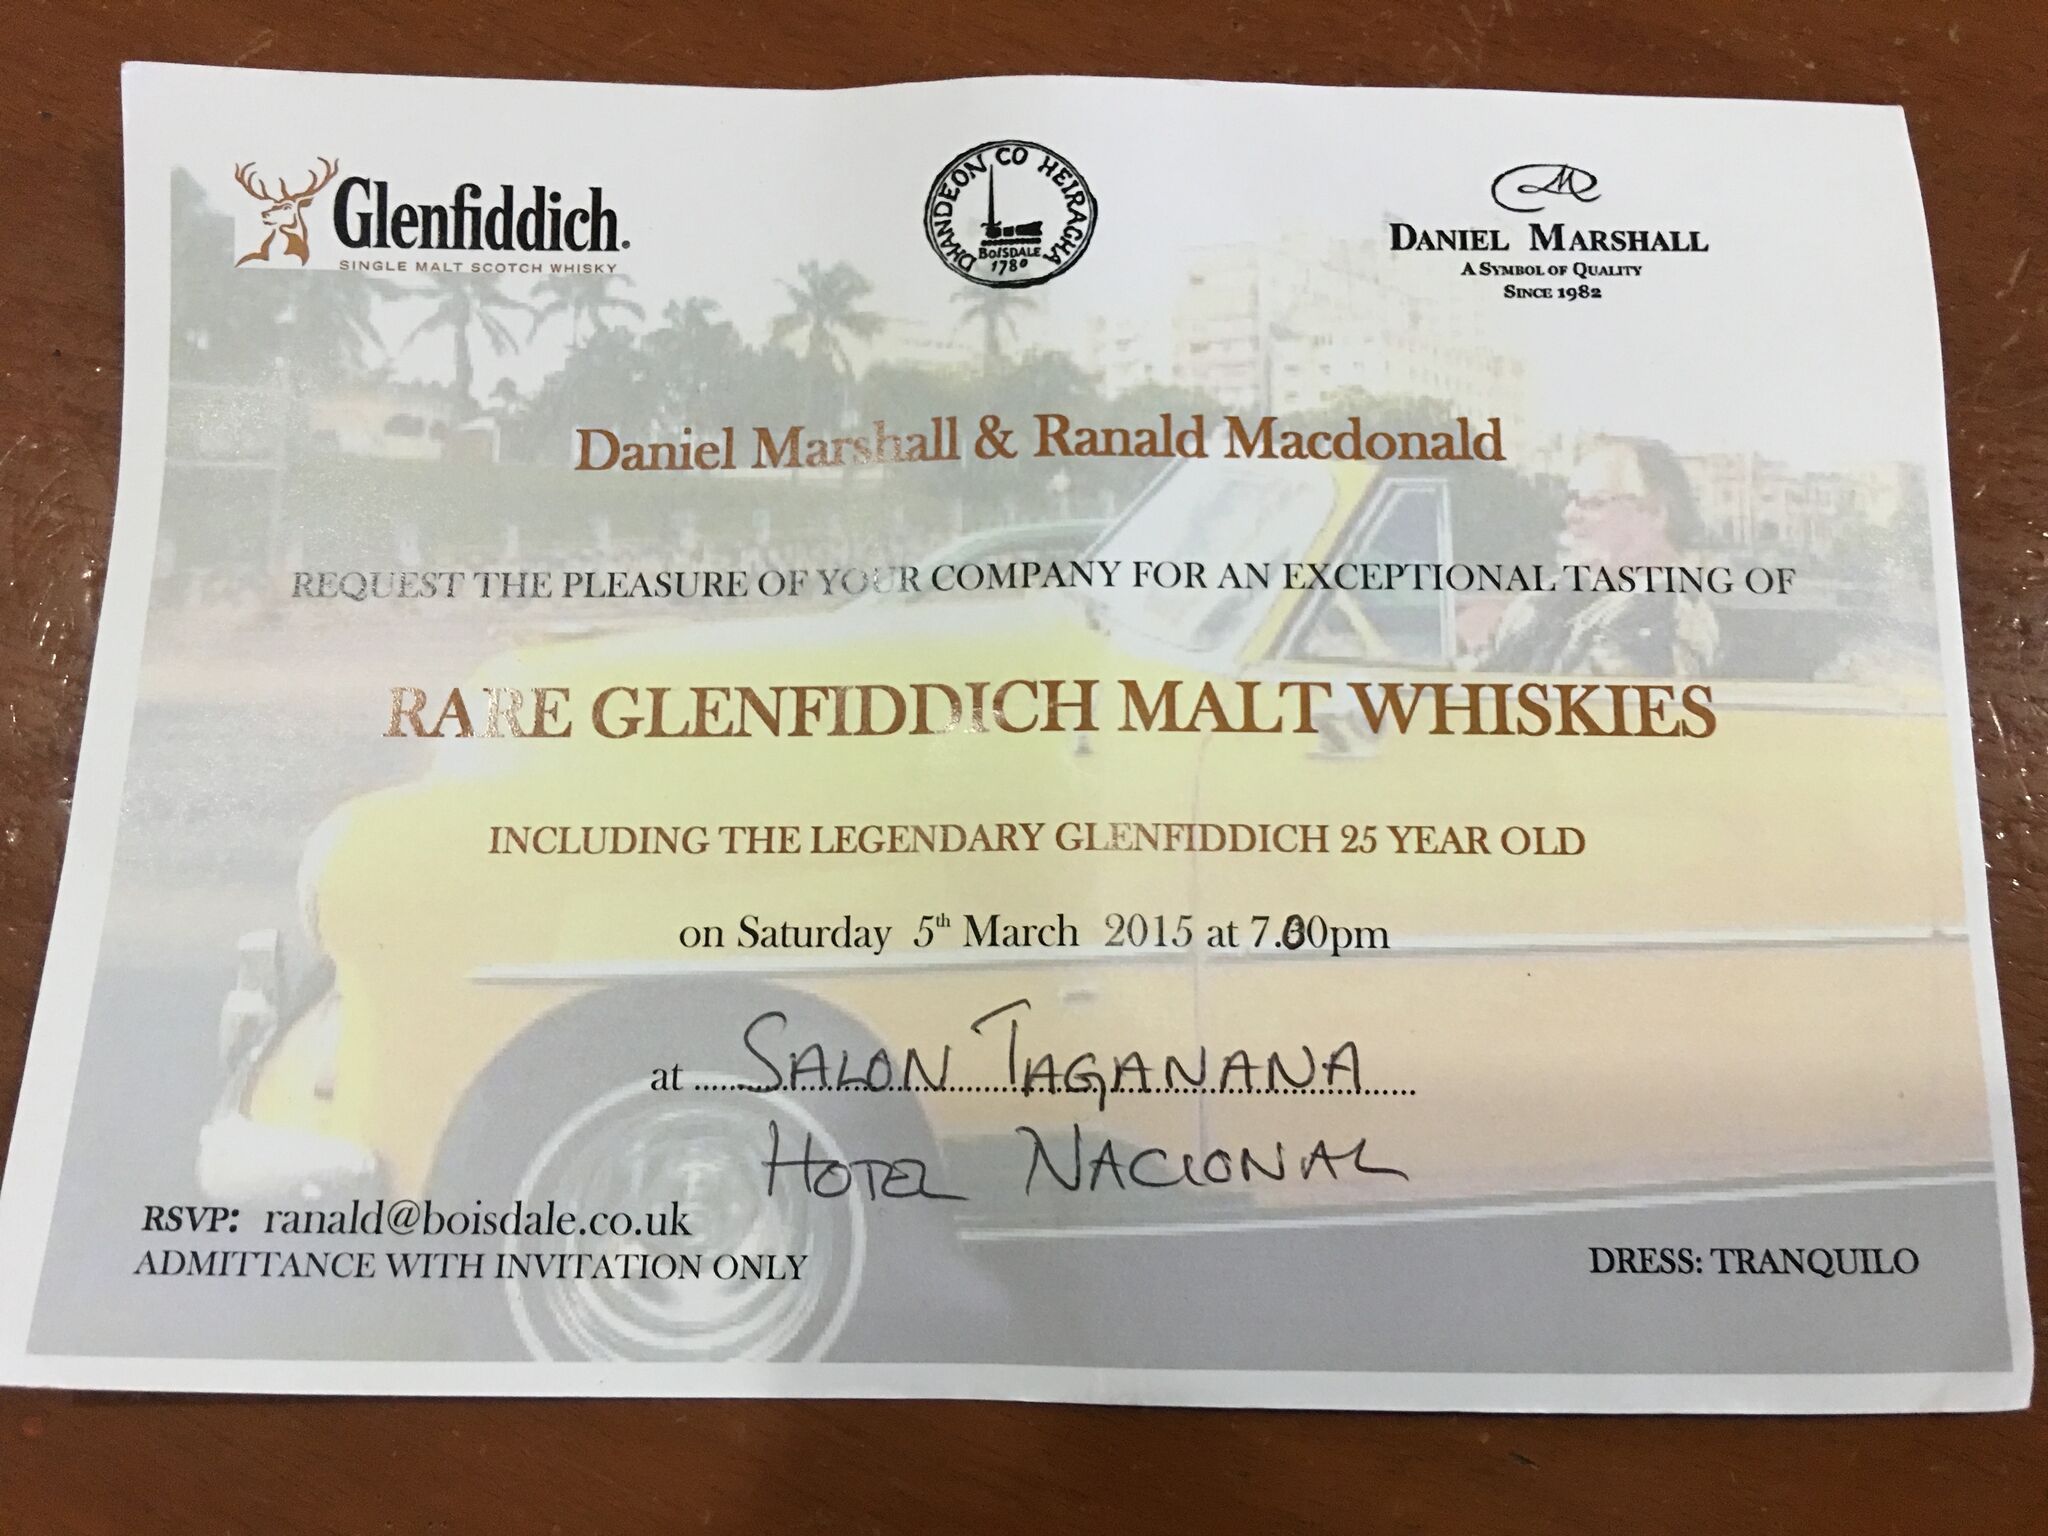 Glenfiddich.
SINGLE MALT SCOTCH WHISKY
DHANDEON CO HEIRAGHA
BOISDALE
1780
DM
DANIEL MARSHALL
A SYMBOL OF QUALITY
SINCE 1982
Daniel Marshall & Ranald Macdonald
REQUEST THE PLEASURE OF YOUR COMPANY FOR AN EXCEPTIONAL TASTING OF
RARE GLENFIDDICH MALT WHISKIES
INCLUDING THE LEGENDARY GLENFIDDICH 25 YEAR OLD
on Saturday 5th March 2015 at 7.00pm
at SALON TAGANANA
HOTEL NACIONAL
RSVP: ranald@boisdale.co.uk
ADMITTANCE WITH INVITATION ONLY
DRESS: TRANQUILO